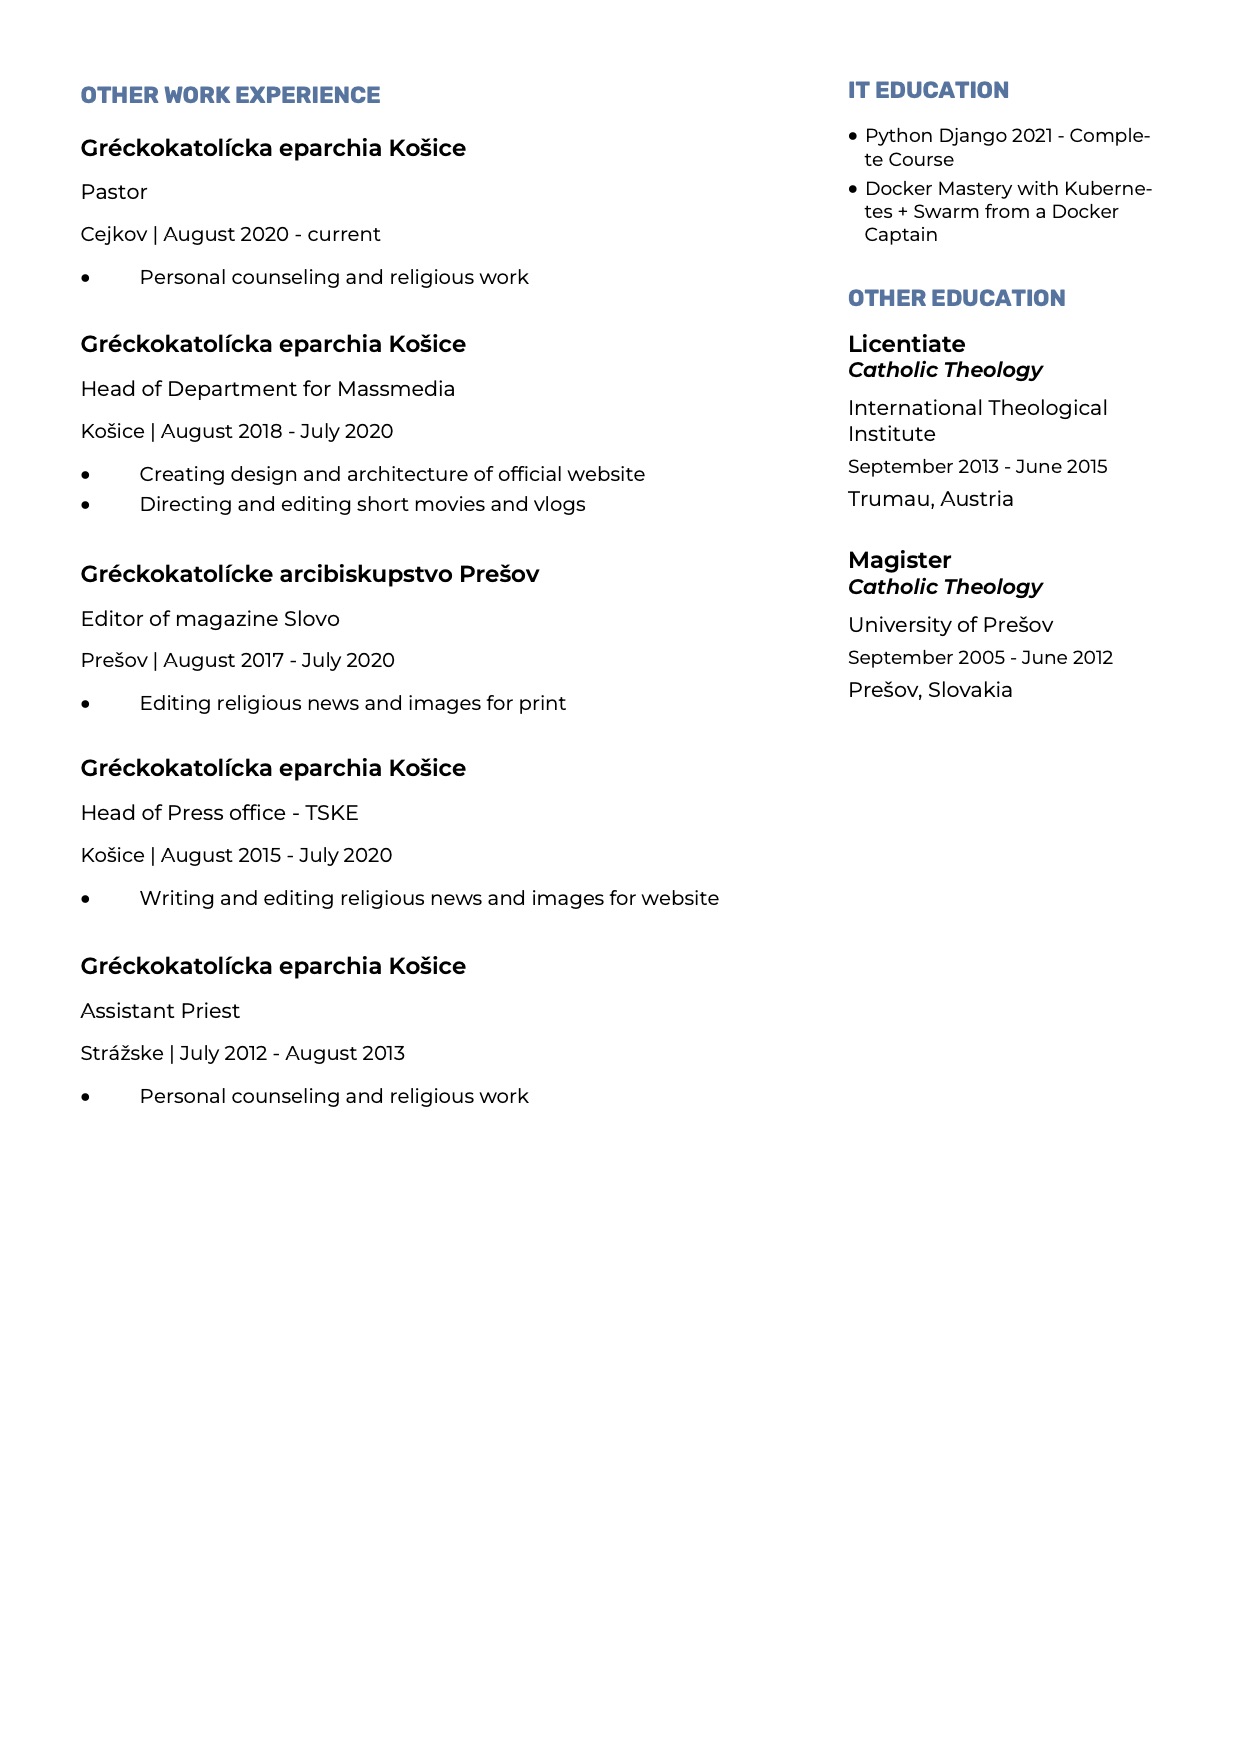 OTHER WORK EXPERIENCE
Gréckokatolícka eparchia Košice
Pastor
Cejkov | August 2020 - current
● Personal counseling and religious work
Gréckokatolícka eparchia Košice
Head of Department for Massmedia
Košice | August 2018 - July 2020
● Creating design and architecture of official website
● Directing and editing short movies and vlogs
Gréckokatolícke arcibiskupstvo Prešov
Editor of magazine Slovo
Prešov | August 2017 - July 2020
● Editing religious news and images for print
Gréckokatolícka eparchia Košice
Head of Press office - TSKE
Košice | August 2015 - July 2020
● Writing and editing religious news and images for website
Gréckokatolícka eparchia Košice
Assistant Priest
Strážske | July 2012 - August 2013
● Personal counseling and religious work
IT EDUCATION
● Python Django 2021 - Comple-
te Course
● Docker Mastery with Kuberne-
tes + Swarm from a Docker
Captain
OTHER EDUCATION
Licentiate
Catholic Theology
International Theological
Institute
September 2013 - June 2015
Trumau, Austria
Magister
Catholic Theology
University of Prešov
September 2005 - June 2012
Prešov, Slovakia